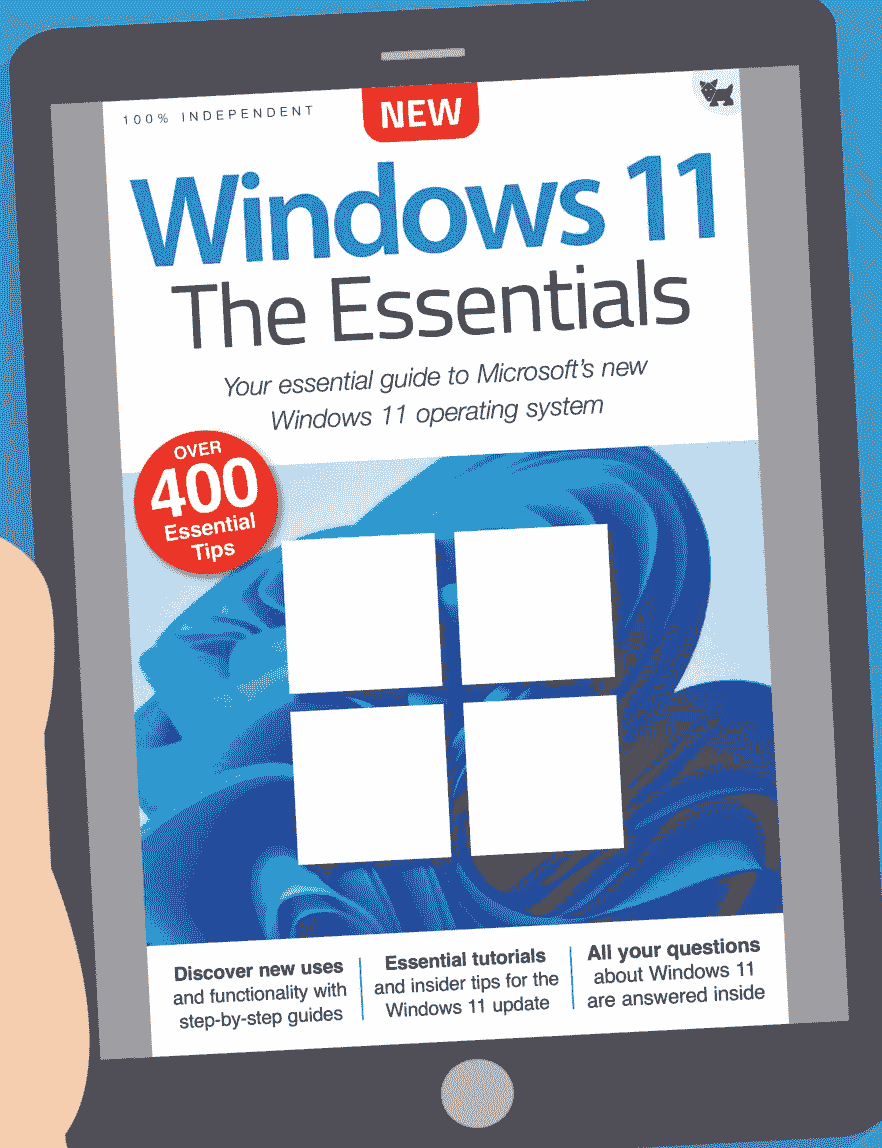 100% INDEPENDENT
NEW
Windows 11
The Essentials
Your essential guide to Microsoft's new
Windows 11 operating system
OVER
400
Essential
Tips
Discover new uses
and functionality with
step-by-step guides
Essential tutorials
and insider tips for the
Windows 11 update
All your questions
about Windows 11
are answered inside